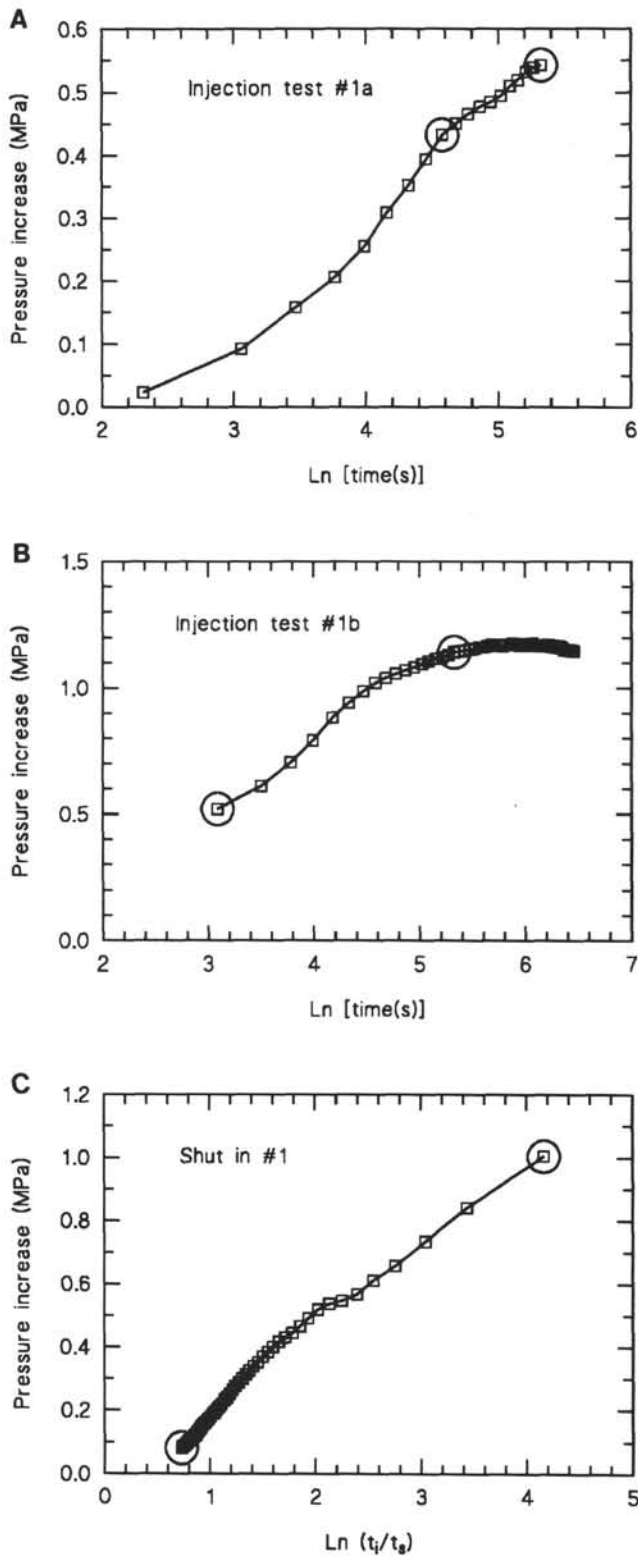 A
0.6
0.5
0.4
0.3
0.2
0.1
0.0
Pressure increase (MPa)
Injection test #1a
2 3 4 5 6
Ln [time(s)]
B
1.5
1.0
0.5
0.0
Pressure increase (MPa)
Injection test #1b
2 3 4 5 6 7
Ln [time(s)]
C
1.2
1.0
0.8
0.6
0.4
0.2
0.0
Pressure increase (MPa)
Shut in #1
0 1 2 3 4 5
Ln (ti/ts)